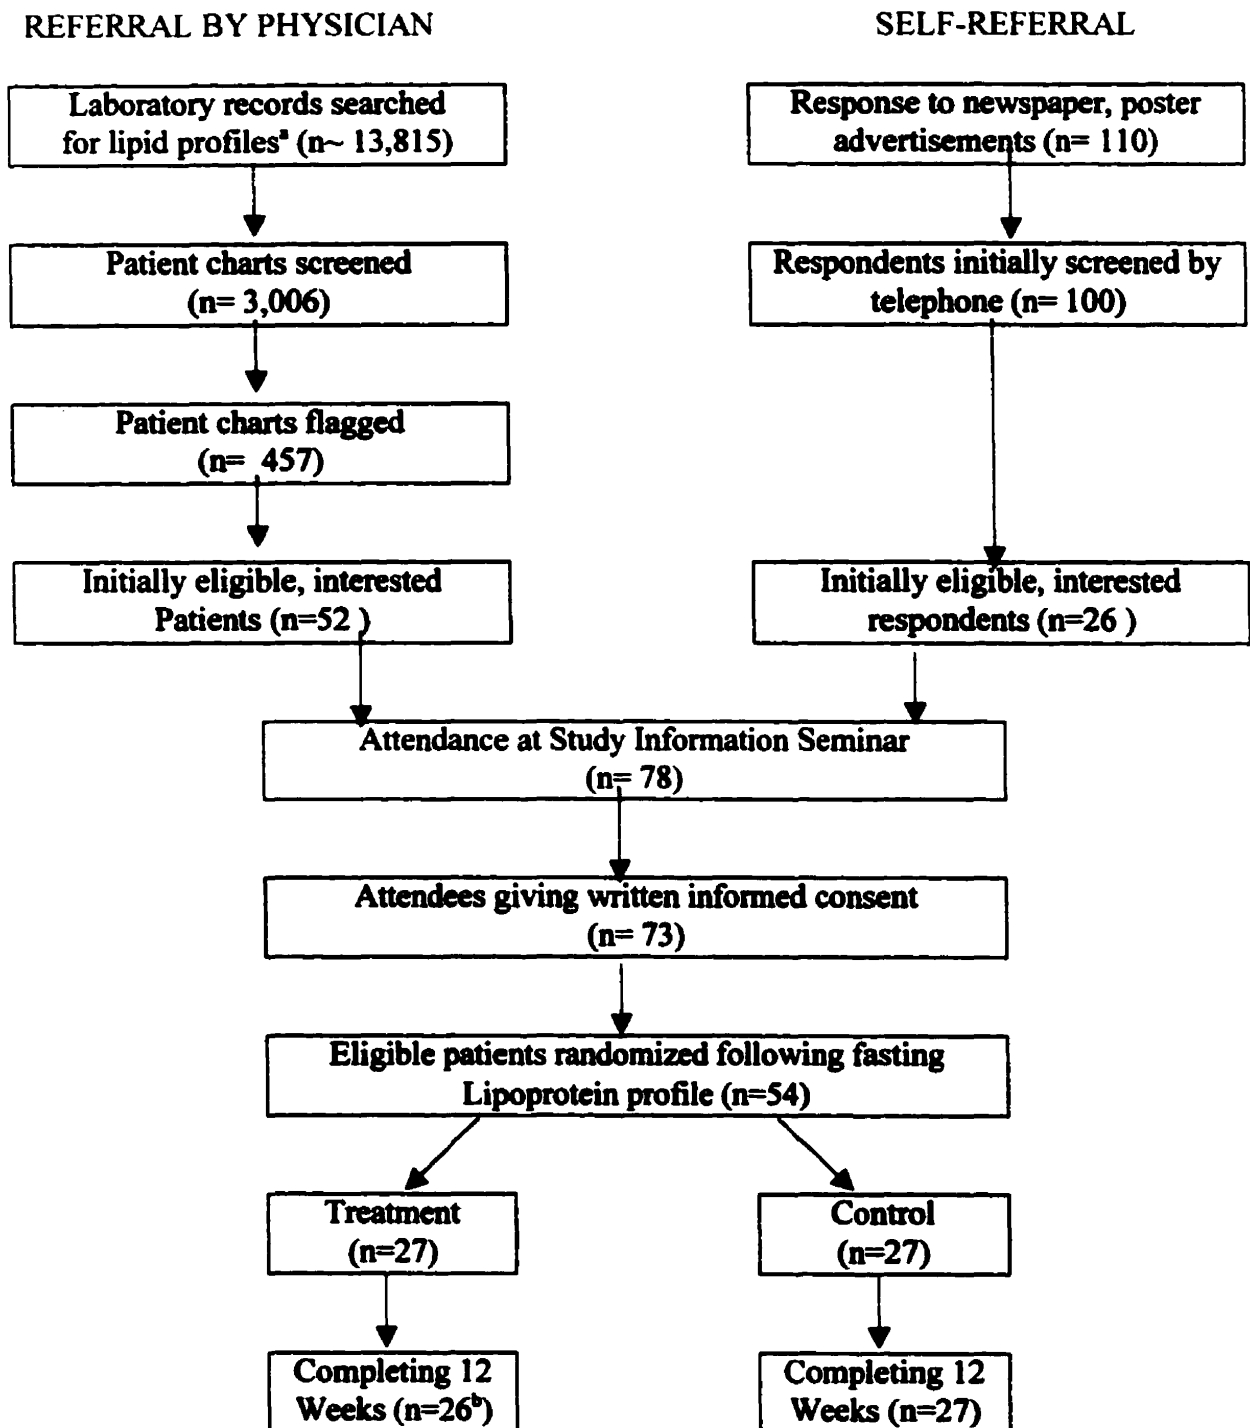 REFERRAL BY PHYSICIAN
SELF-REFERRAL
Laboratory records searched
for lipid profilesᵃ (n~ 13,815)
Response to newspaper, poster
advertisements (n= 110)
Patient charts screened
(n= 3,006)
Respondents initially screened by
telephone (n= 100)
Patient charts flagged
(n= 457)
Initially eligible, interested
Patients (n=52 )
Initially eligible, interested
respondents (n=26 )
Attendance at Study Information Seminar
(n= 78)
Attendees giving written informed consent
(n= 73)
Eligible patients randomized following fasting
Lipoprotein profile (n=54)
Treatment
(n=27)
Control
(n=27)
Completing 12
Weeks (n=26ᵇ)
Completing 12
Weeks (n=27)